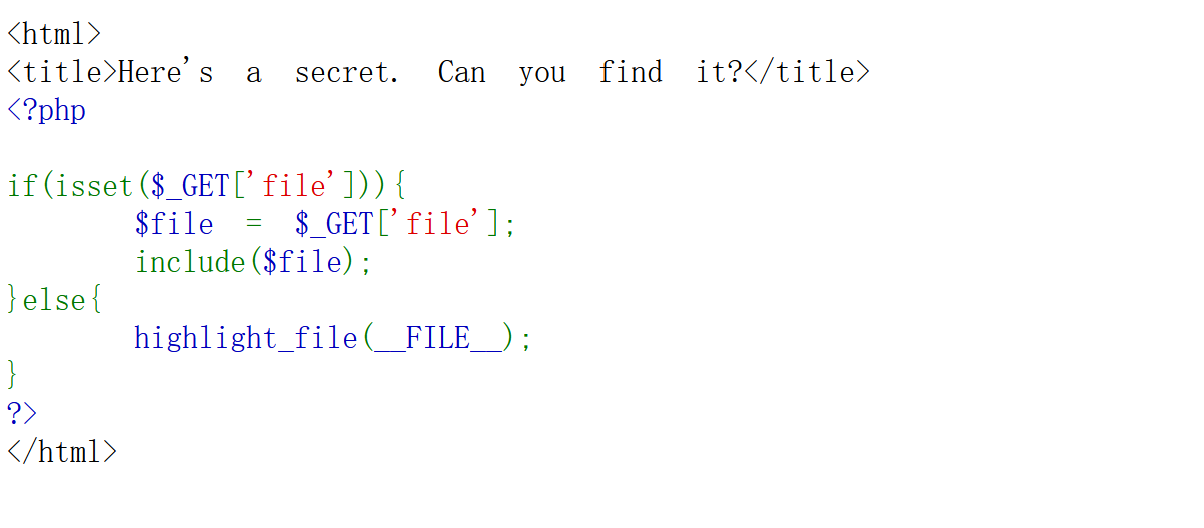 <html>
<title>Here's a secret. Can you find it?</title>
<?php
if(isset($_GET['file'])){
$file = $_GET['file'];
include($file);
}else{
highlight_file(__FILE__);
}
?>
</html>